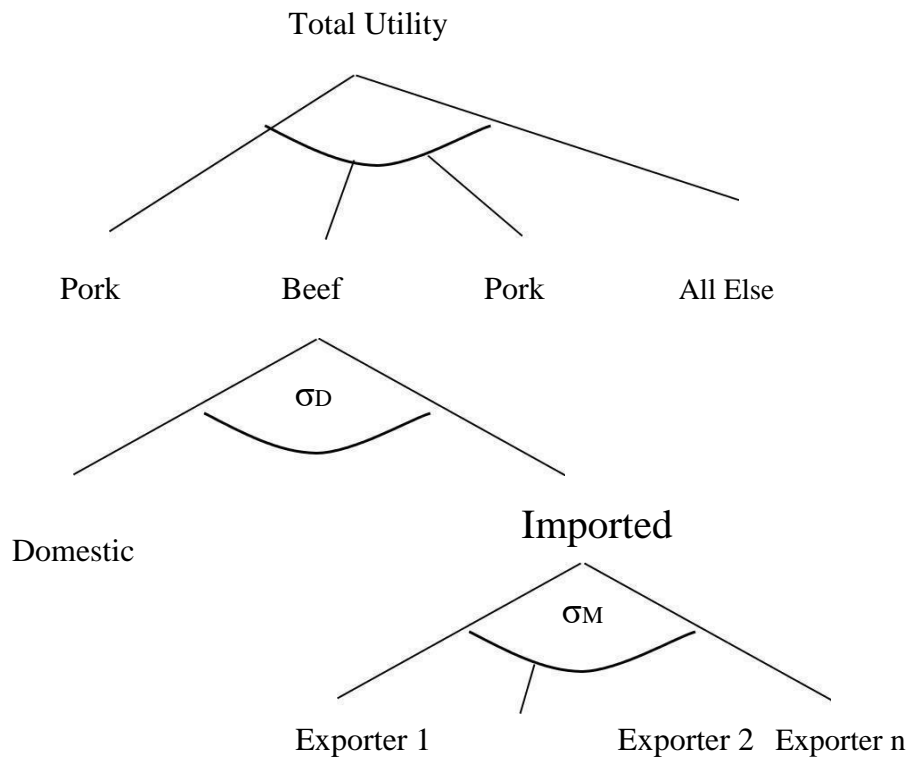 Total Utility
Pork Beef Pork All Else
σD
Imported
Domestic
σM
Exporter 1 Exporter 2 Exporter n